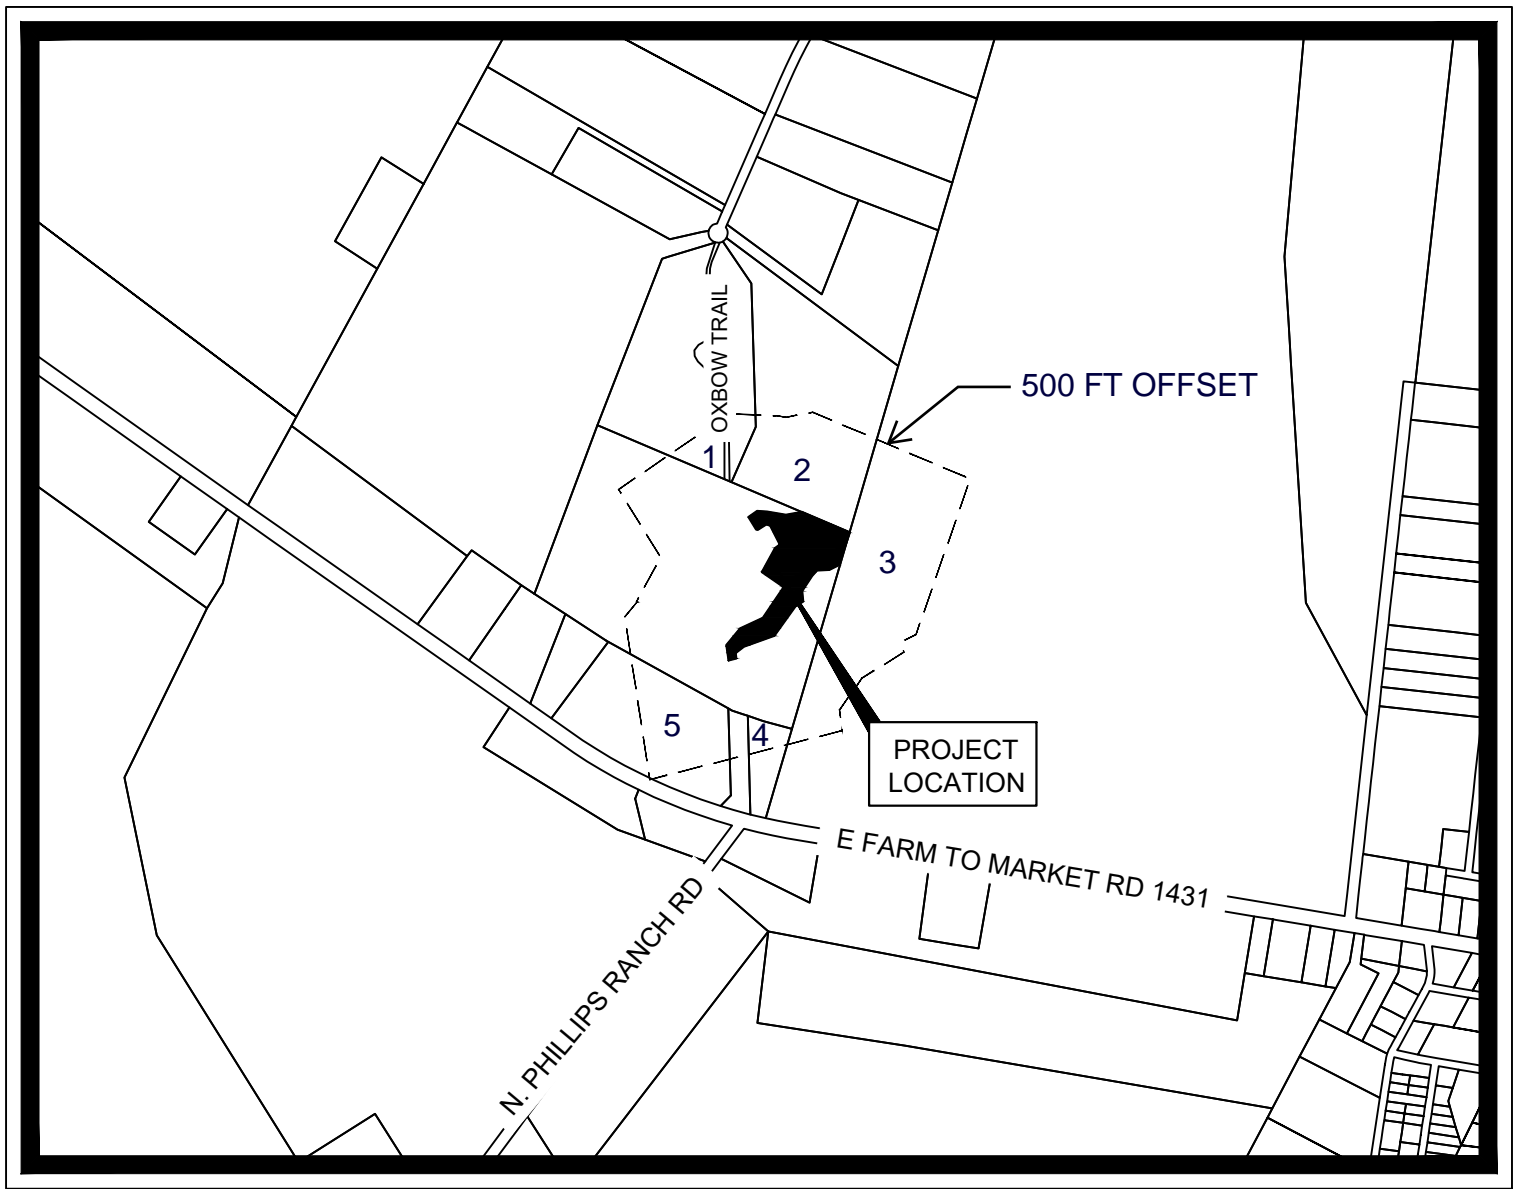 OXBOW TRAIL
500 FT OFFSET
1
2
3
5
4
PROJECT
LOCATION
E FARM TO MARKET RD 1431
N. PHILLIPS RANCH RD